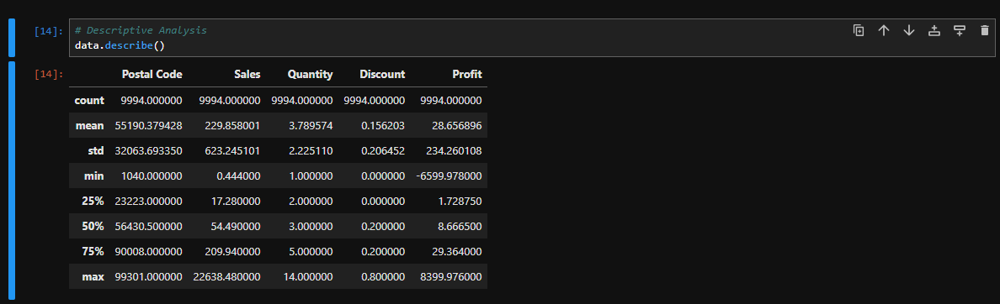 [14]: # Descriptive Analysis
data.describe()
[14]: Postal Code Sales Quantity Discount Profit
count 9994.000000 9994.000000 9994.000000 9994.000000 9994.000000
mean 55190.379428 229.858001 3.789574 0.156203 28.656896
std 32063.693350 623.245101 2.225110 0.206452 234.260108
min 1040.000000 0.444000 1.000000 0.000000 -6599.978000
25% 23223.000000 17.280000 2.000000 0.000000 1.728750
50% 56430.500000 54.490000 3.000000 0.200000 8.666500
75% 90008.000000 209.940000 5.000000 0.200000 29.364000
max 99301.000000 22638.480000 14.000000 0.800000 8399.976000